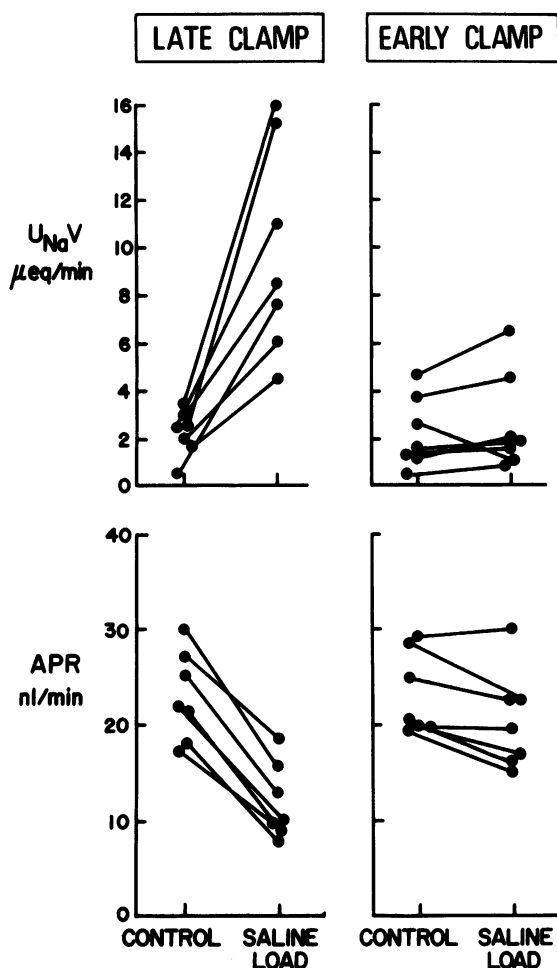 LATE CLAMP
EARLY CLAMP
16
14
12
10
8
6
4
2
0
U_NaV
μeq/min
40
30
20
10
0
APR
nl/min
CONTROL SALINE LOAD
CONTROL SALINE LOAD